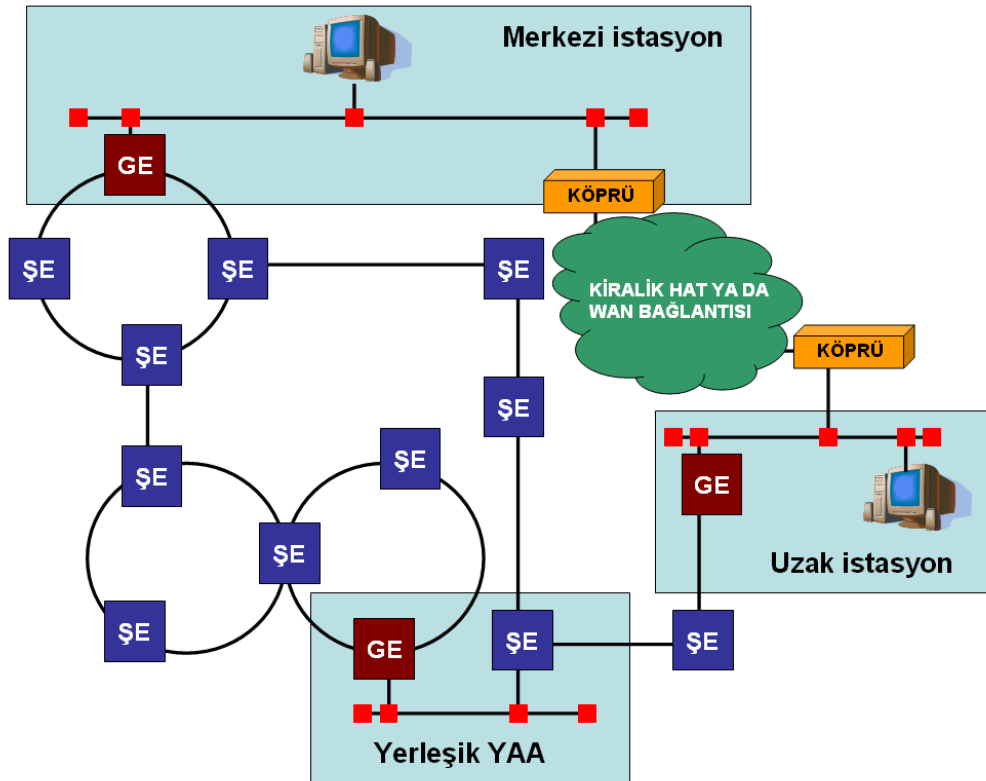 Merkezi istasyon
GE
KÖPRÜ
ŞE
ŞE
ŞE
KİRALİK HAT YA DA
WAN BAĞLANTISI
ŞE
KÖPRÜ
ŞE
ŞE
ŞE
GE
ŞE
Uzak istasyon
ŞE
GE
ŞE
ŞE
Yerleşik YAA